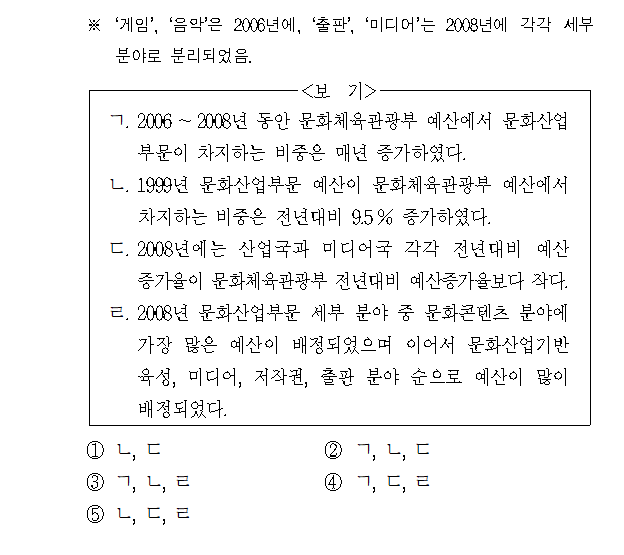 ※ '게임', '음악'은 2006년에, '출판', '미디어'는 2008년에 각각 세부
분야로 분리되었음.
<보 기>
ㄱ. 2006 ~ 2008년 동안 문화체육관광부 예산에서 문화산업
부문이 차지하는 비중은 매년 증가하였다.
ㄴ. 1999년 문화산업부문 예산이 문화체육관광부 예산에서
차지하는 비중은 전년대비 9.5 % 증가하였다.
ㄷ. 2008년에는 산업국과 미디어국 각각 전년대비 예산
증가율이 문화체육관광부 전년대비 예산증가율보다 작다.
ㄹ. 2008년 문화산업부문 세부 분야 중 문화콘텐츠 분야에
가장 많은 예산이 배정되었으며 이어서 문화산업기반
육성, 미디어, 저작권, 출판 분야 순으로 예산이 많이
배정되었다.
① ㄴ, ㄷ ② ㄱ, ㄴ, ㄷ
③ ㄱ, ㄴ, ㄹ ④ ㄱ, ㄷ, ㄹ
⑤ ㄴ, ㄷ, ㄹ